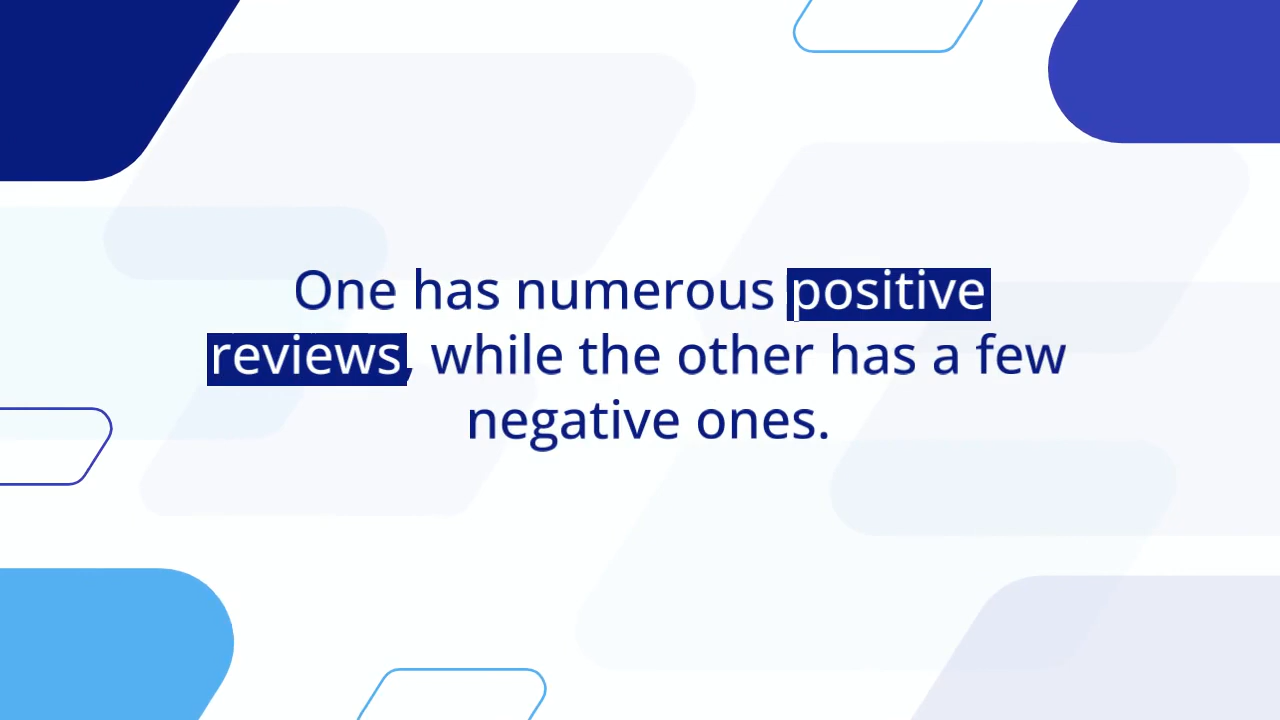 One has numerous positive
reviews, while the other has a few
negative ones.